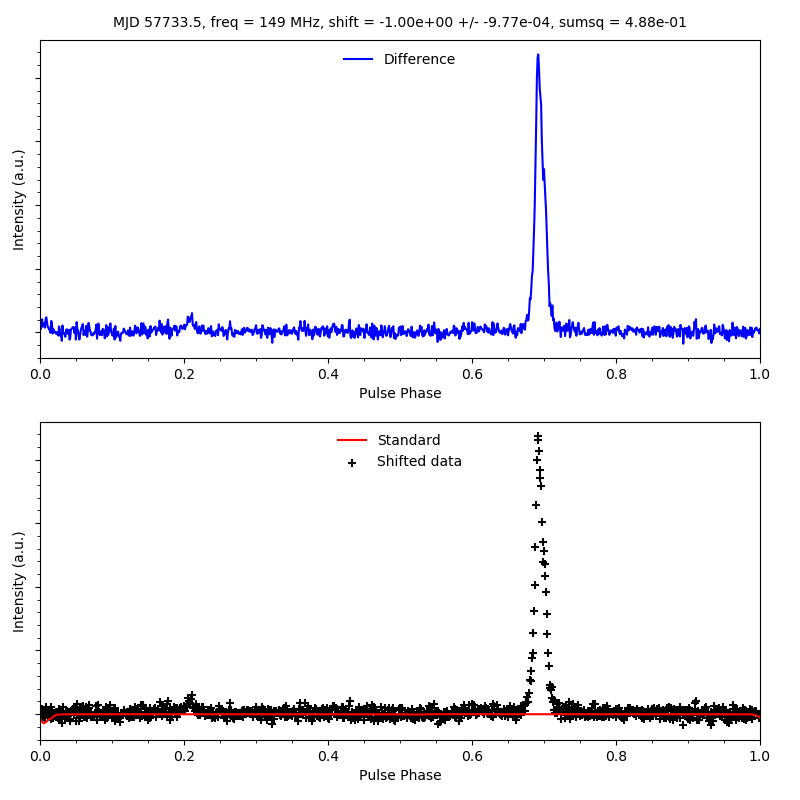 MJD 57733.5, freq = 149 MHz, shift = -1.00e+00 +/- -9.77e-04, sumsq = 4.88e-01
Difference
Intensity (a.u.)
0.0 0.2 0.4 0.6 0.8 1.0
Pulse Phase
Standard
Shifted data
Intensity (a.u.)
0.0 0.2 0.4 0.6 0.8 1.0
Pulse Phase